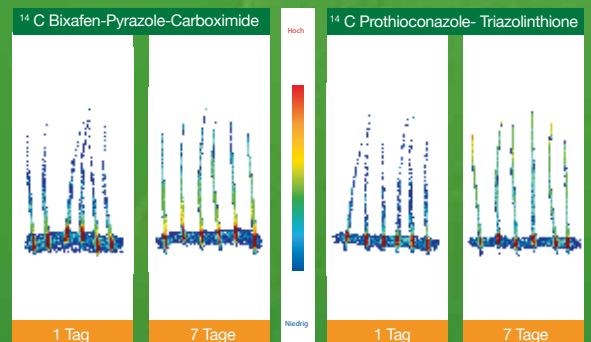 ¹⁴ C Bixafen-Pyrazole-Carboximide
Hoch
¹⁴ C Prothioconazole- Triazolinthione
Niedrig
1 Tag
7 Tage
1 Tag
7 Tage